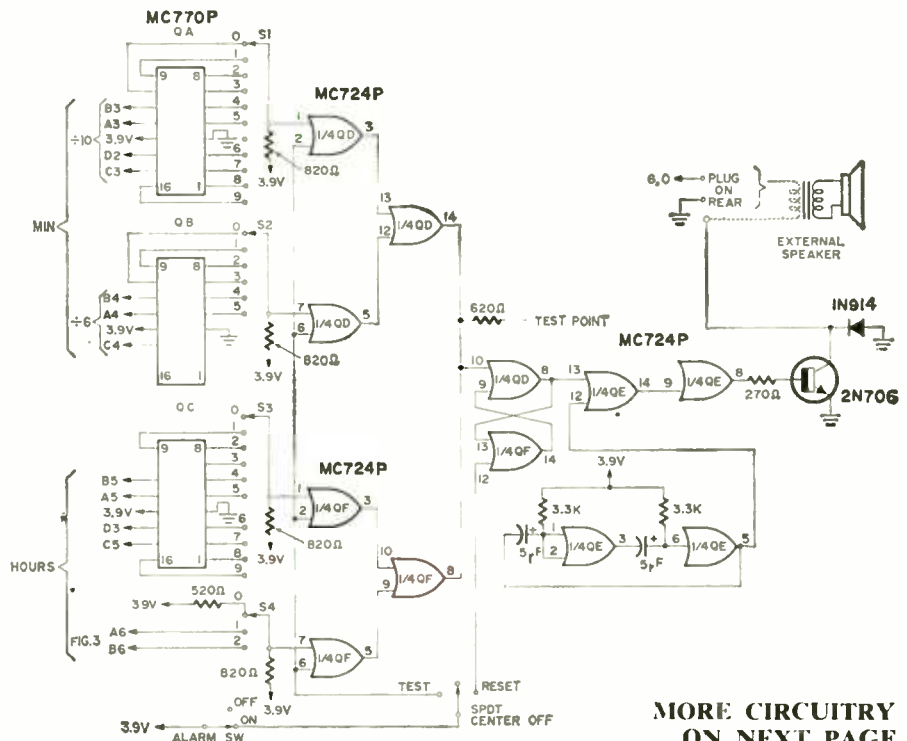 MC770P
QA
0
S1
1
2
3
4
5
6
7
8
9
9 8
16 1
B3
A3
3.9V
D2
C3
÷10
820Ω
3.9V
MC724P
1
2
1/4QD
3
MIN
QB
0
S2
1
2
3
4
5
9 8
16 1
B4
A4
3.9V
C4
÷6
820Ω
3.9V
7
6
1/4QD
5
13
12
1/4QD
14
620Ω
TEST POINT
6.0
PLUG
ON
REAR
EXTERNAL
SPEAKER
1N914
2N706
MC724P
10
9
1/4QD
8
13
12
1/4QF
14
13
12
1/4QE
14
9
1/4QE
8
270Ω
3.9V
3.3K
3.3K
5µF
1
2
1/4QE
3
5µF
6
1/4QE
5
QC
0
S3
1
2
3
4
5
6
7
8
9
9 8
16 1
B5
A5
3.9V
D3
C5
820Ω
3.9V
MC724P
1
2
1/4QF
3
10
9
1/4QF
8
HOURS
3.9V
520Ω
0
S4
1
2
FIG.3
A6
B6
820Ω
3.9V
7
6
1/4QF
5
TEST
RESET
SPDT
CENTER OFF
OFF
ON
3.9V
ALARM SW
MORE CIRCUITRY
ON NEXT PAGE